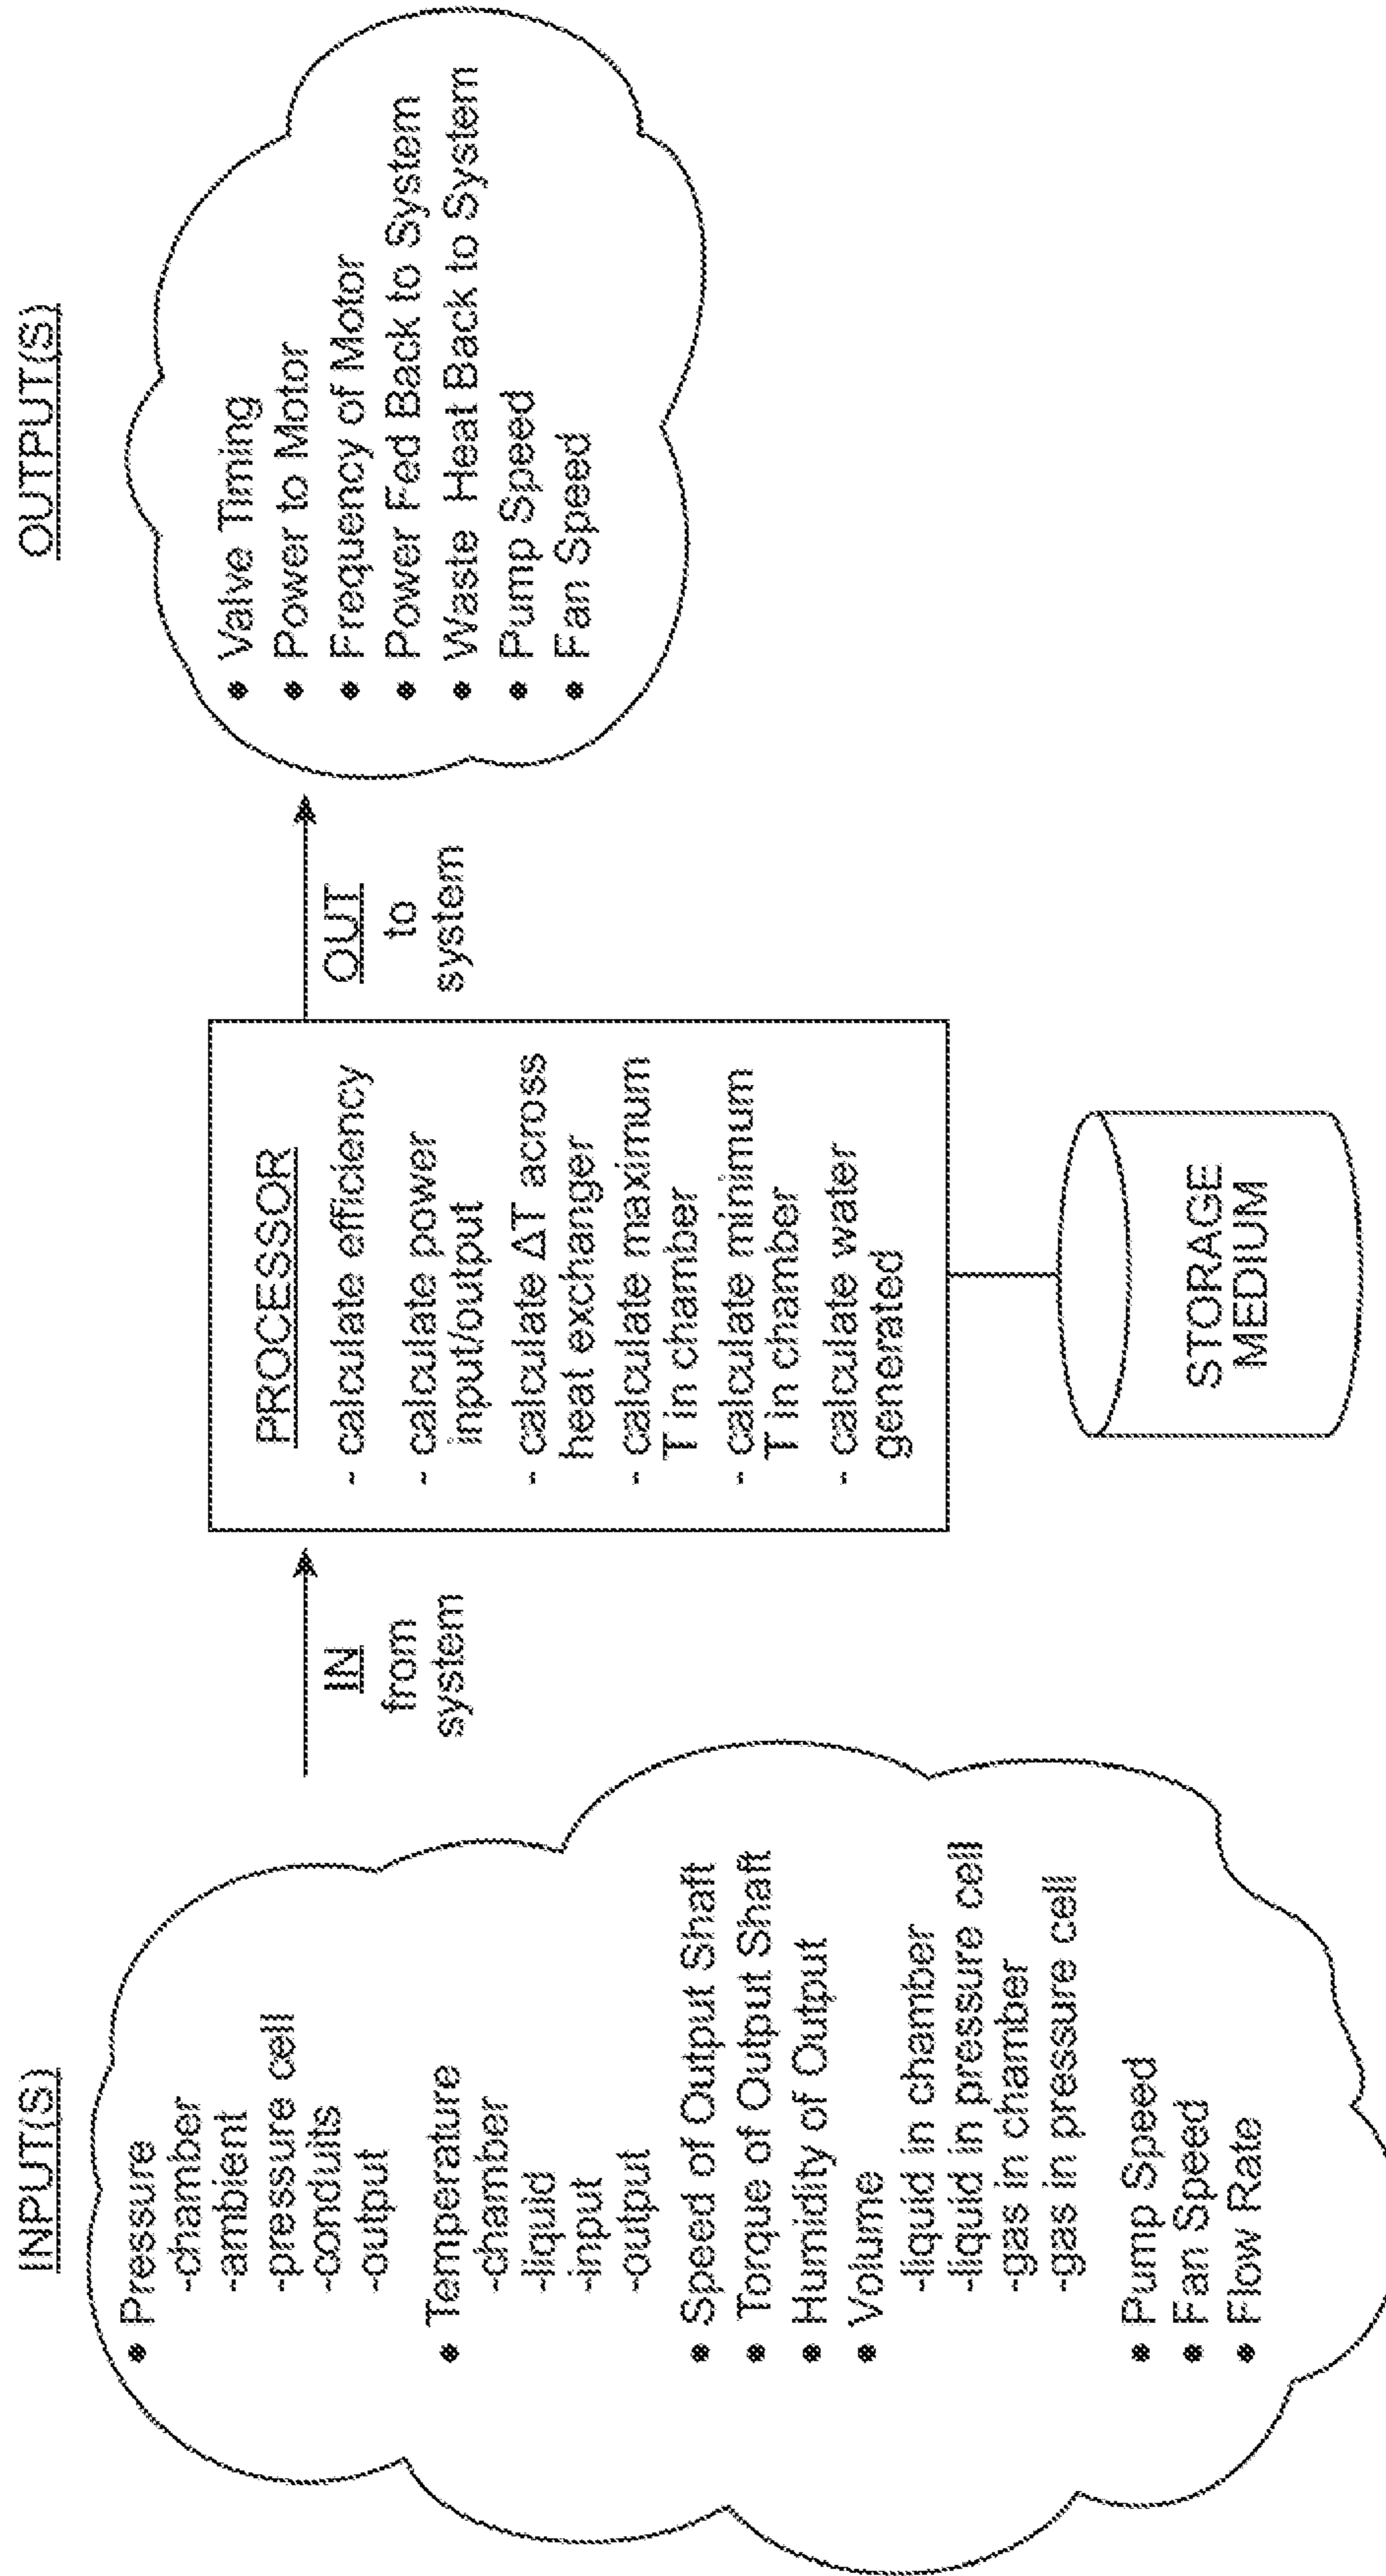 INPUT(S)
● Pressure
-chamber
-ambient
-pressure cell
-conduits
-output
● Temperature
-chamber
-liquid
-input
-output
● Speed of Output Shaft
● Torque of Output Shaft
● Humidity of Output
● Volume
-liquid in chamber
-liquid in pressure cell
-gas in chamber
-gas in pressure cell
● Pump Speed
● Fan Speed
● Flow Rate
IN
from
system
PROCESSOR
- calculate efficiency
- calculate power
input/output
- calculate ΔT across
heat exchanger
- calculate maximum
T in chamber
- calculate minimum
T in chamber
- calculate water
generated
STORAGE
MEDIUM
OUT
to
system
OUTPUT(S)
● Valve Timing
● Power to Motor
● Frequency of Motor
● Power Fed Back to System
● Waste Heat Back to System
● Pump Speed
● Fan Speed